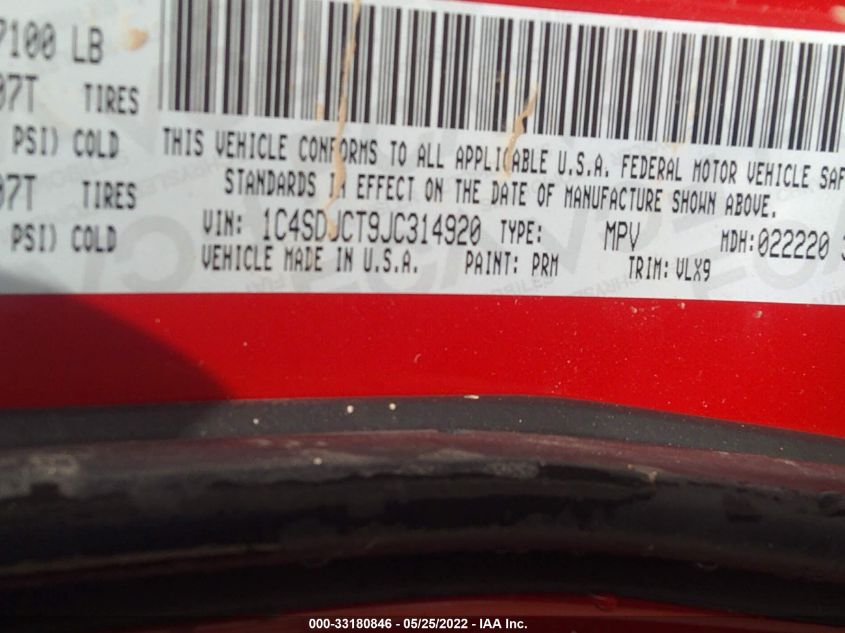 7100 LB
07T TIRES
PSI) COLD
07T TIRES
PSI) COLD
THIS VEHICLE CONFORMS TO ALL APPLICABLE U.S.A. FEDERAL MOTOR VEHICLE SAF
STANDARDS IN EFFECT ON THE DATE OF MANUFACTURE SHOWN ABOVE.
VIN: 1C4SDJCT9JC314920 TYPE: MPV MDH:022220 3
VEHICLE MADE IN U.S.A. PAINT: PRM TRIM: VLX9
000-33180846 - 05/25/2022 - IAA Inc.